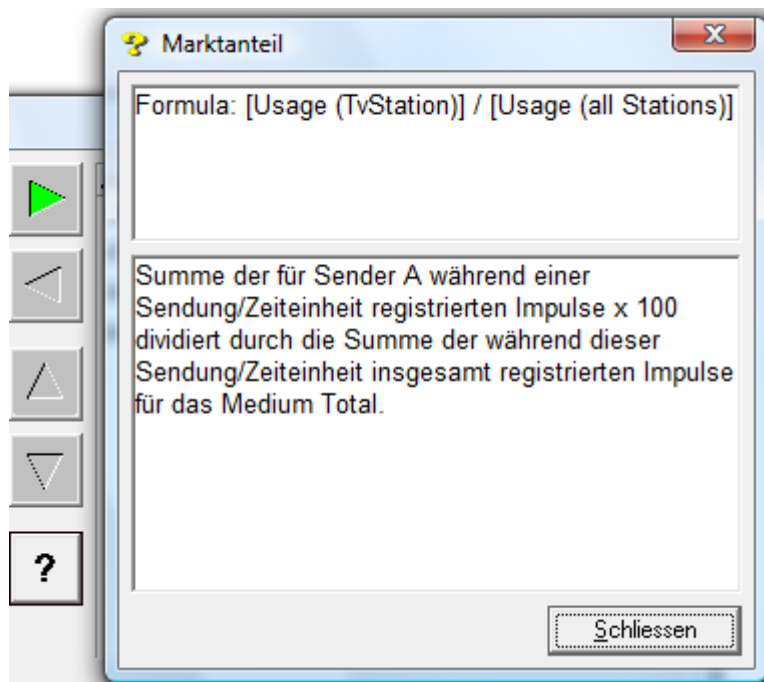 Marktanteil
Formula: [Usage (TvStation)] / [Usage (all Stations)]
Summe der für Sender A während einer
Sendung/Zeiteinheit registrierten Impulse x 100
dividiert durch die Summe der während dieser
Sendung/Zeiteinheit insgesamt registrierten Impulse
für das Medium Total.
?
Schliessen